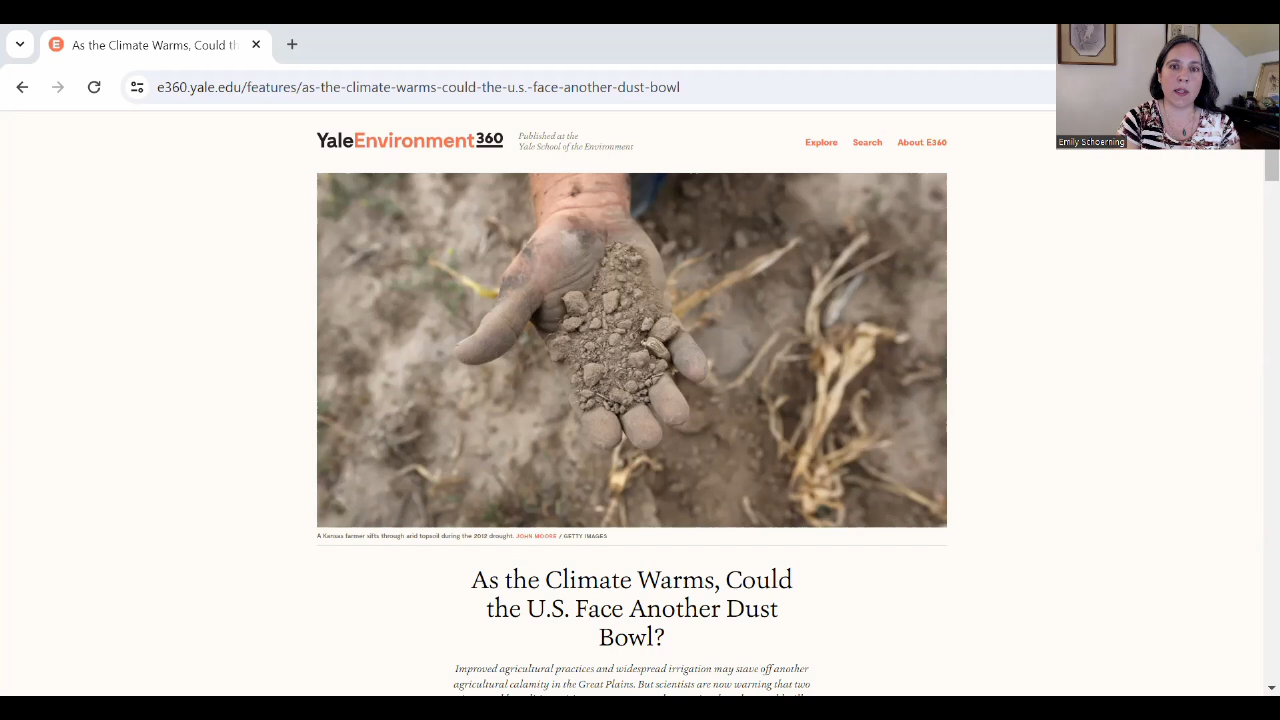 As the Climate Warms, Could th
e360.yale.edu/features/as-the-climate-warms-could-the-u.s.-face-another-dust-bowl
Emily Schoerning
YaleEnvironment360
Published at the
Yale School of the Environment
Explore Search About E360
A Kansas farmer sifts through arid topsoil during the 2012 drought. JOHN MOORE / GETTY IMAGES
As the Climate Warms, Could
the U.S. Face Another Dust
Bowl?
Improved agricultural practices and widespread irrigation may stave off another
agricultural calamity in the Great Plains. But scientists are now warning that two